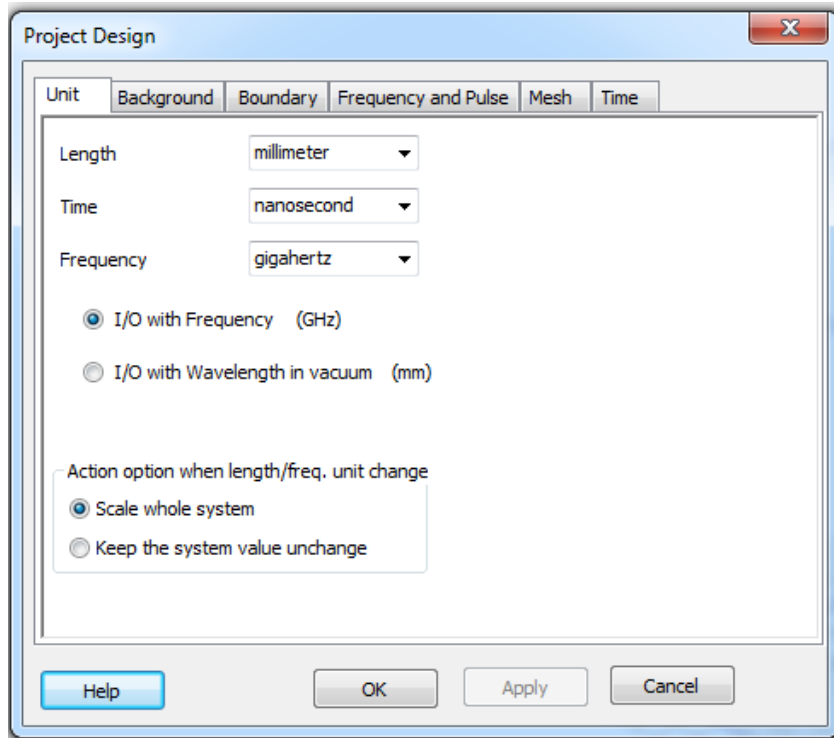 Project Design
Unit Background Boundary Frequency and Pulse Mesh Time
Length millimeter
Time nanosecond
Frequency gigahertz
I/O with Frequency (GHz)
I/O with Wavelength in vacuum (mm)
Action option when length/freq. unit change
Scale whole system
Keep the system value unchange
Help OK Apply Cancel